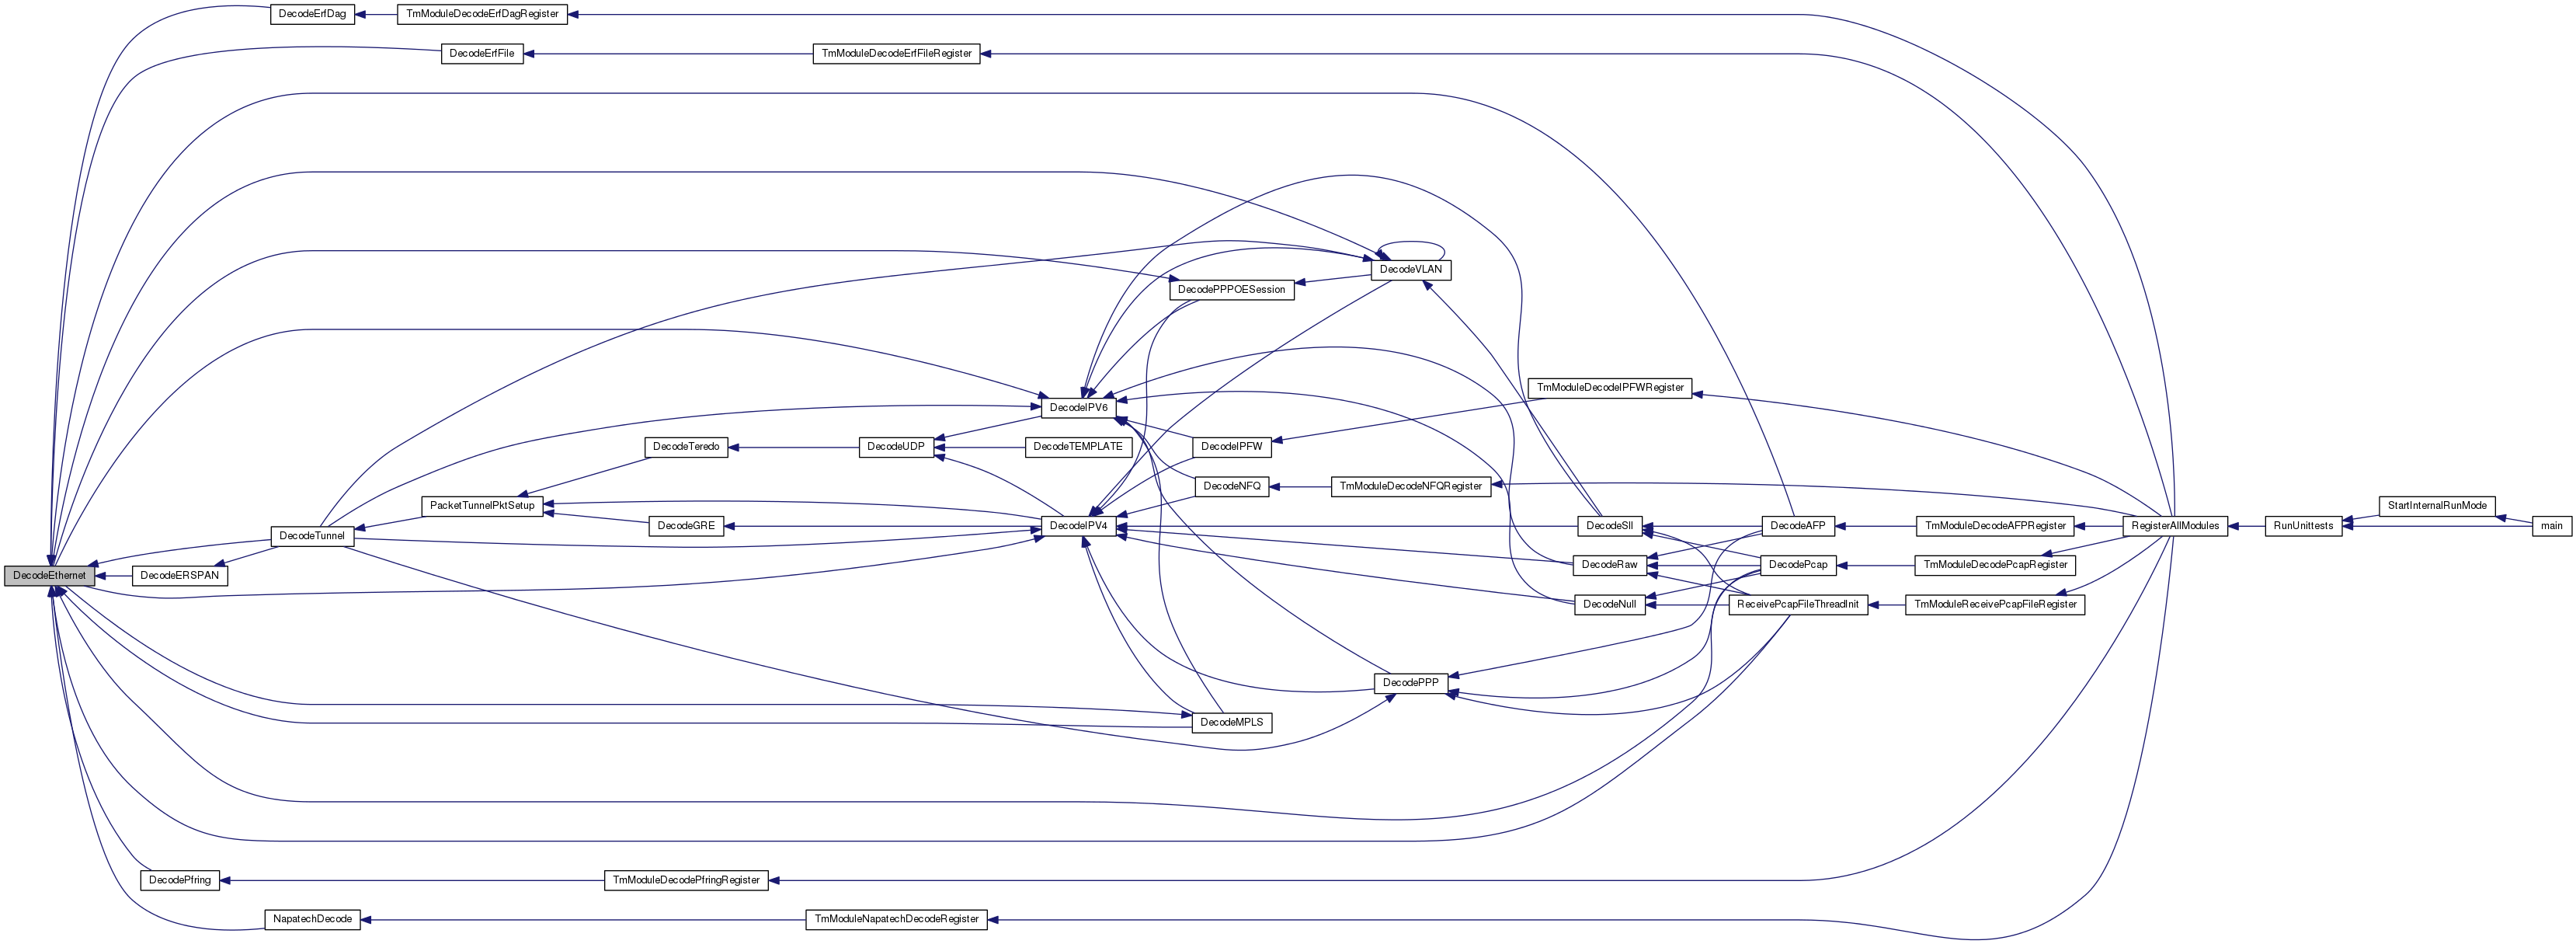 DecodeErfDag
TmModuleDecodeErfDagRegister
DecodeErfFile
TmModuleDecodeErfFileRegister
DecodeVLAN
DecodePPPOESession
TmModuleDecodeIPFWRegister
DecodeIPV6
DecodeTeredo
DecodeUDP
DecodeTEMPLATE
DecodeIPFW
DecodeNFQ
TmModuleDecodeNFQRegister
PacketTunnelPktSetup
StartInternalRunMode
DecodeTunnel
DecodeGRE
DecodeIPV4
DecodeSll
DecodeAFP
TmModuleDecodeAFPRegister
RegisterAllModules
RunUnittests
main
DecodeEthernet
DecodeERSPAN
DecodeRaw
DecodePcap
TmModuleDecodePcapRegister
DecodeNull
ReceivePcapFileThreadInit
TmModuleReceivePcapFileRegister
DecodePPP
DecodeMPLS
DecodePfring
TmModuleDecodePfringRegister
NapatechDecode
TmModuleNapatechDecodeRegister